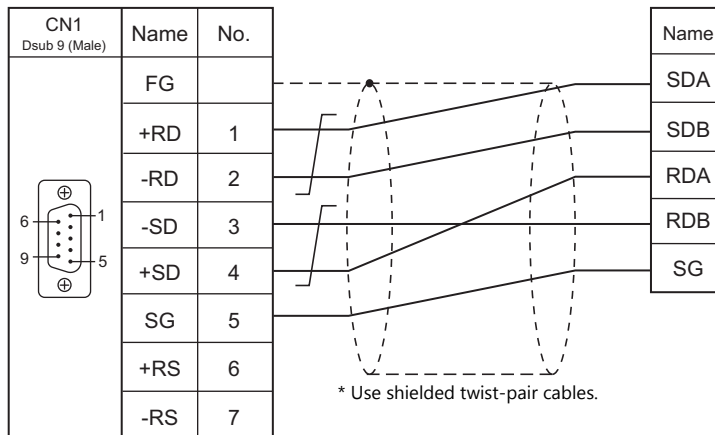 CN1
Dsub 9 (Male)
Name
No.
Name
FG
SDA
+RD
1
SDB
-RD
2
RDA
6
1
-SD
3
RDB
9
5
+SD
4
SG
SG
5
+RS
6
* Use shielded twist-pair cables.
-RS
7